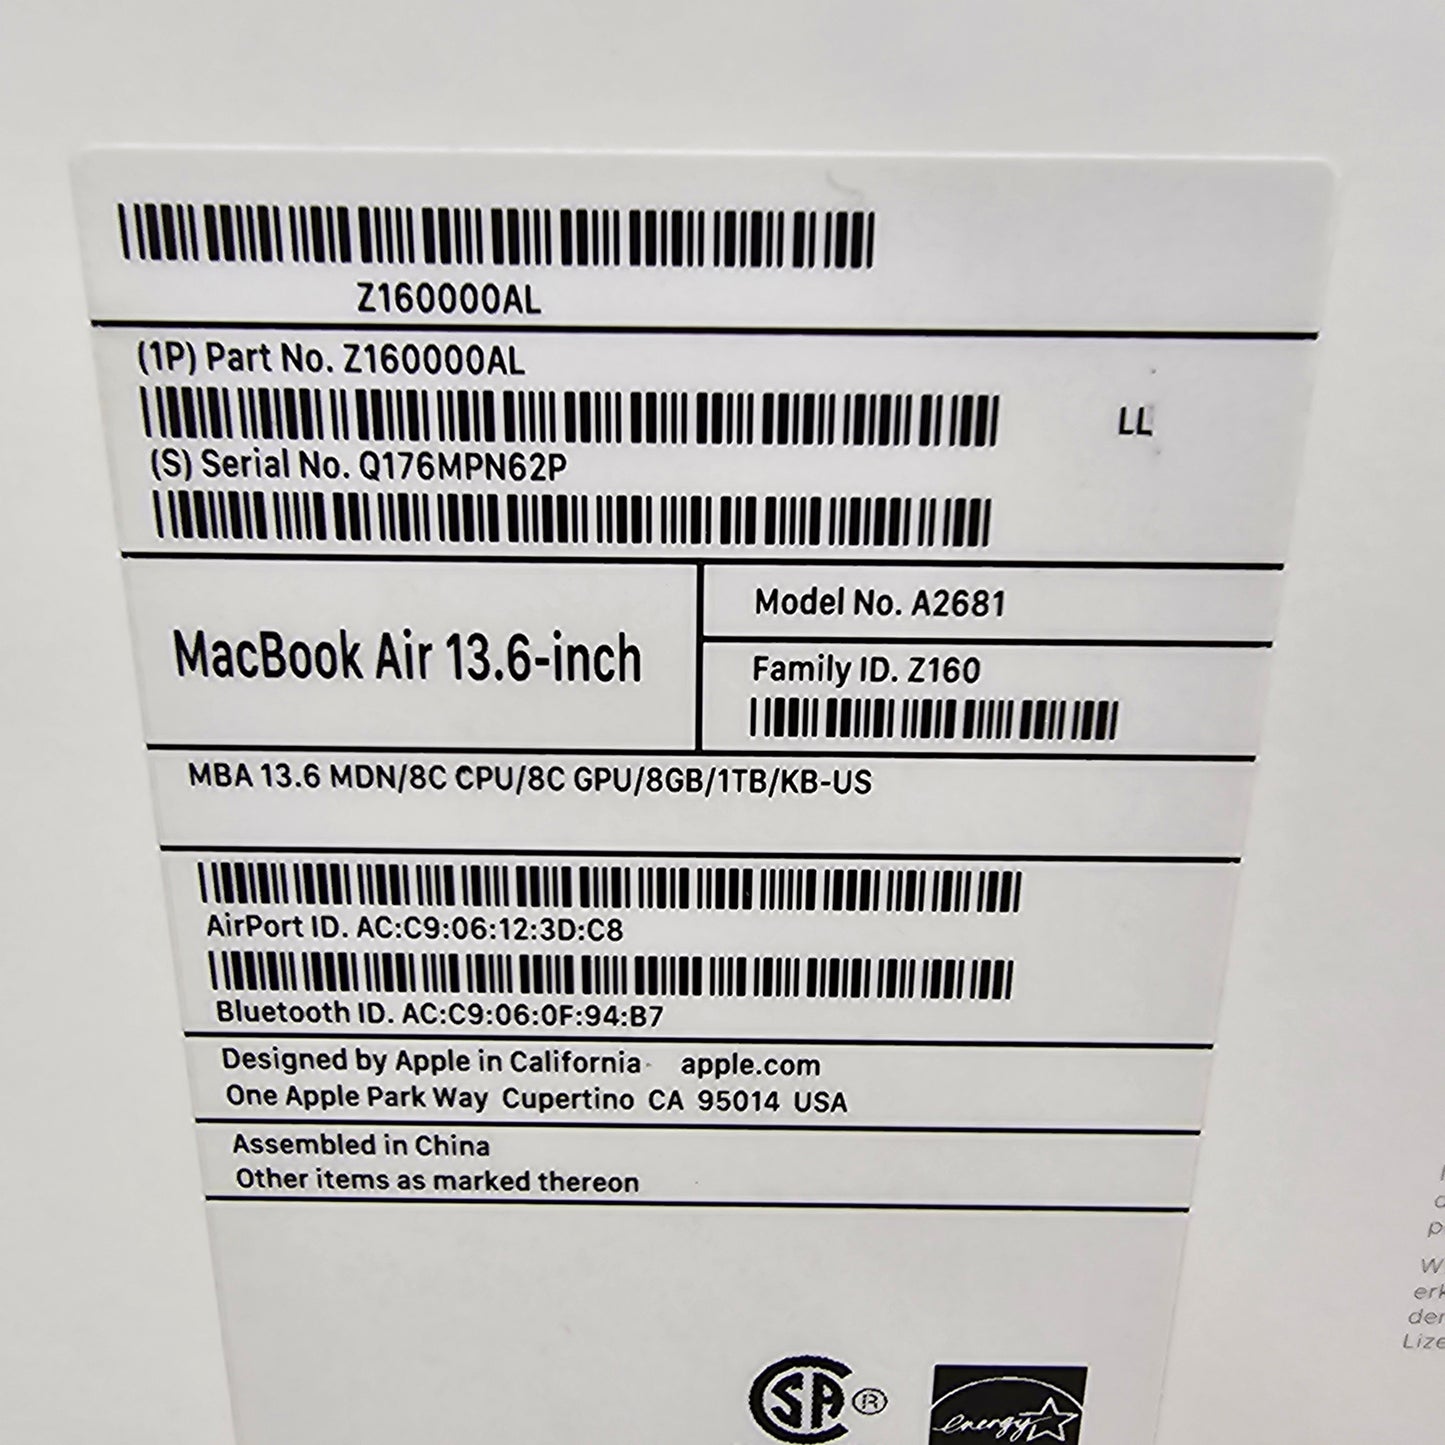 Z160000AL
(1P) Part No. Z160000AL
LL
(S) Serial No. Q176MPN62P
MacBook Air 13.6-inch
Model No. A2681
Family ID. Z160
MBA 13.6 MDN/8C CPU/8C GPU/8GB/1TB/KB-US
AirPort ID. AC:C9:06:12:3D:C8
Bluetooth ID. AC:C9:06:0F:94:B7
Designed by Apple in California apple.com
One Apple Park Way Cupertino CA 95014 USA
Assembled in China
Other items as marked thereon
SA ®
energy